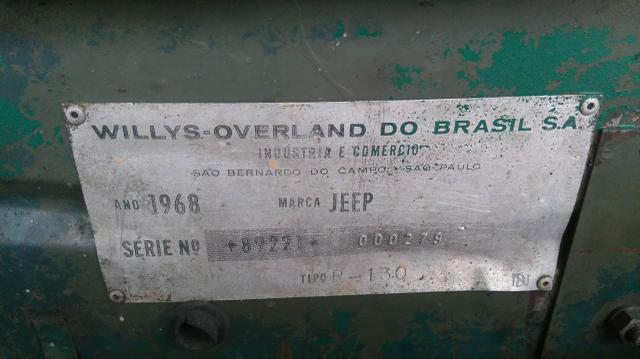 WILLYS-OVERLAND DO BRASIL S.A
INDÚSTRIA E COMÉRCIO
SÃO BERNARDO DO CAMPO - SÃO PAULO
ANO 1968 MARCA JEEP
SÉRIE Nº *89221* 000279
TIPO R-130